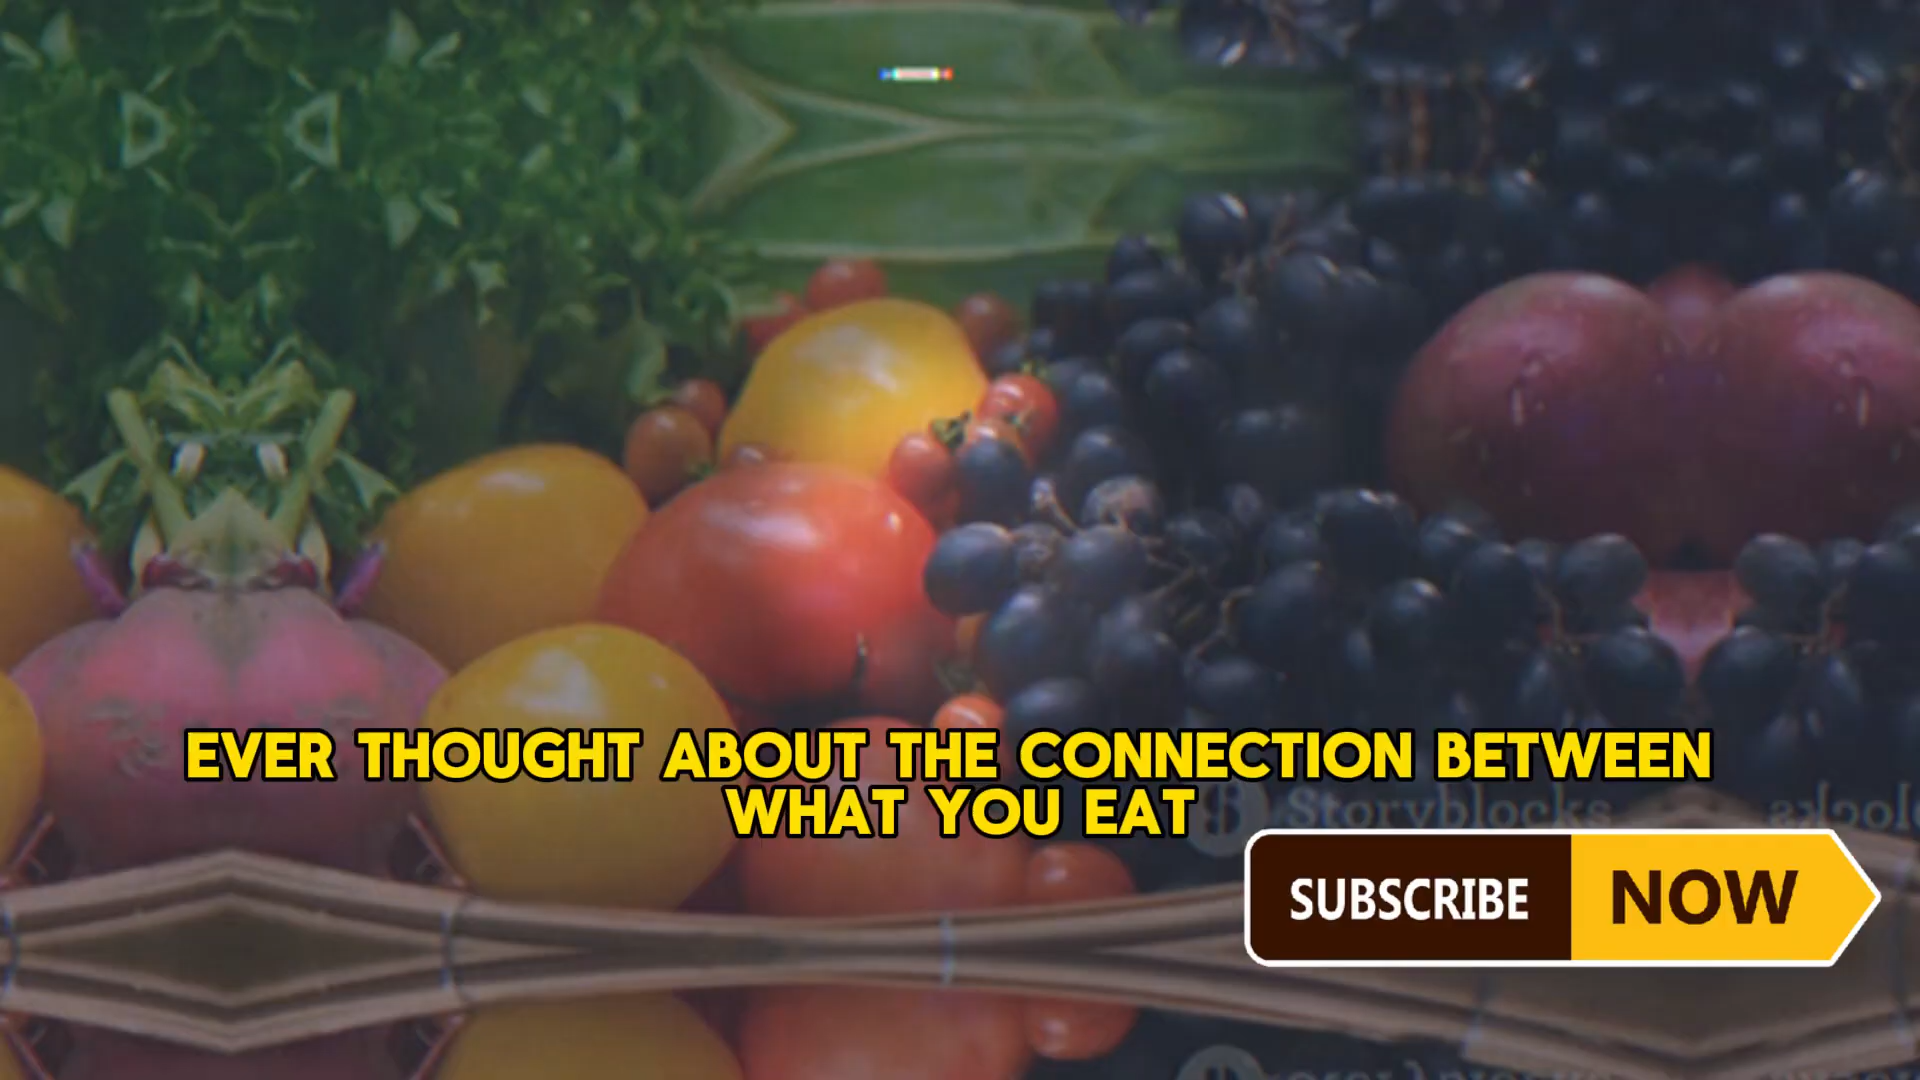 EVER THOUGHT ABOUT THE CONNECTION BETWEEN
WHAT YOU EAT
Storyblocks
SUBSCRIBE NOW